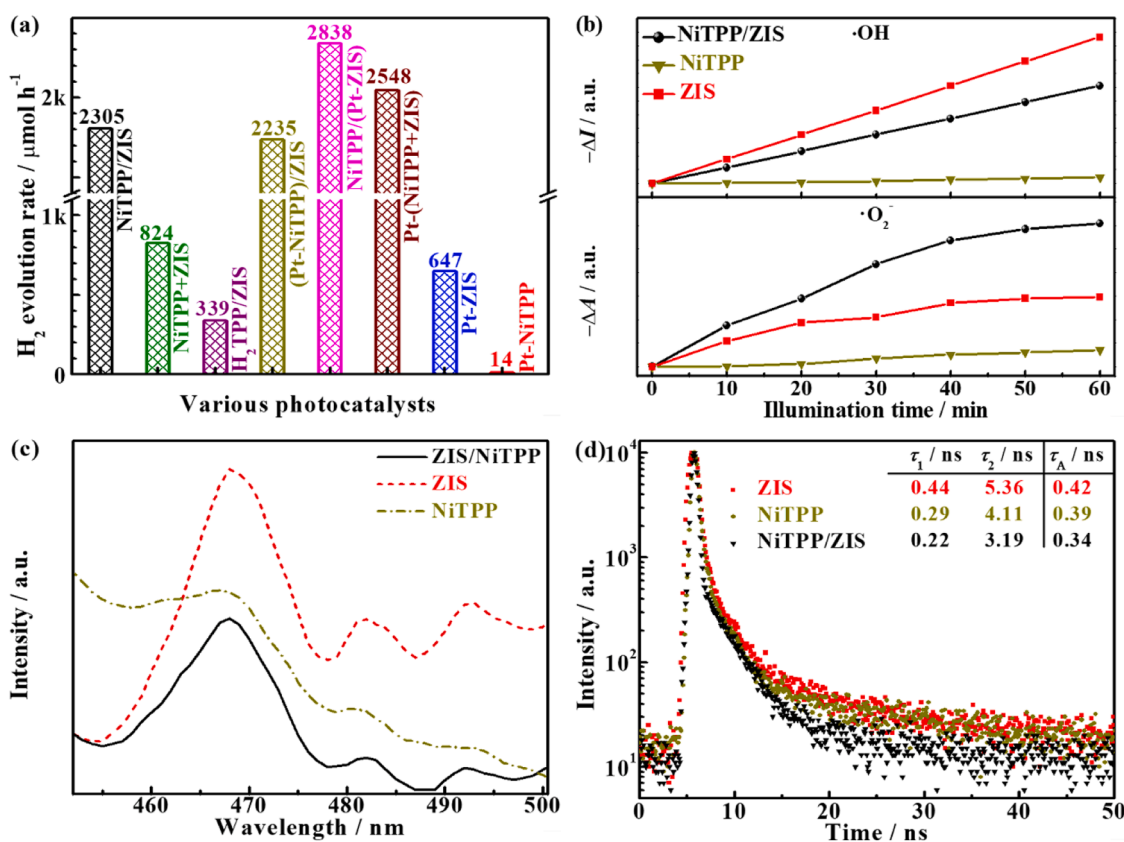 (a)
H₂ evolution rate / μmol h⁻¹
2k
1k
0
2305
NiTPP/ZIS
824
NiTPP+ZIS
339
H₂TPP/ZIS
2235
(Pt-NiTPP)/ZIS
2838
NiTPP/(Pt-ZIS)
2548
Pt-(NiTPP+ZIS)
647
Pt-ZIS
14
Pt-NiTPP
Various photocatalysts
(b)
NiTPP/ZIS
NiTPP
ZIS
·OH
−ΔI / a.u.
·O₂⁻
−ΔA / a.u.
0 10 20 30 40 50 60
Illumination time / min
(c)
ZIS/NiTPP
ZIS
NiTPP
Intensity / a.u.
460 470 480 490 500
Wavelength / nm
(d)
τ₁ / ns τ₂ / ns τ_A / ns
ZIS 0.44 5.36 0.42
NiTPP 0.29 4.11 0.39
NiTPP/ZIS 0.22 3.19 0.34
Intensity / a.u.
10⁴
10³
10²
10¹
0 10 20 30 40 50
Time / ns